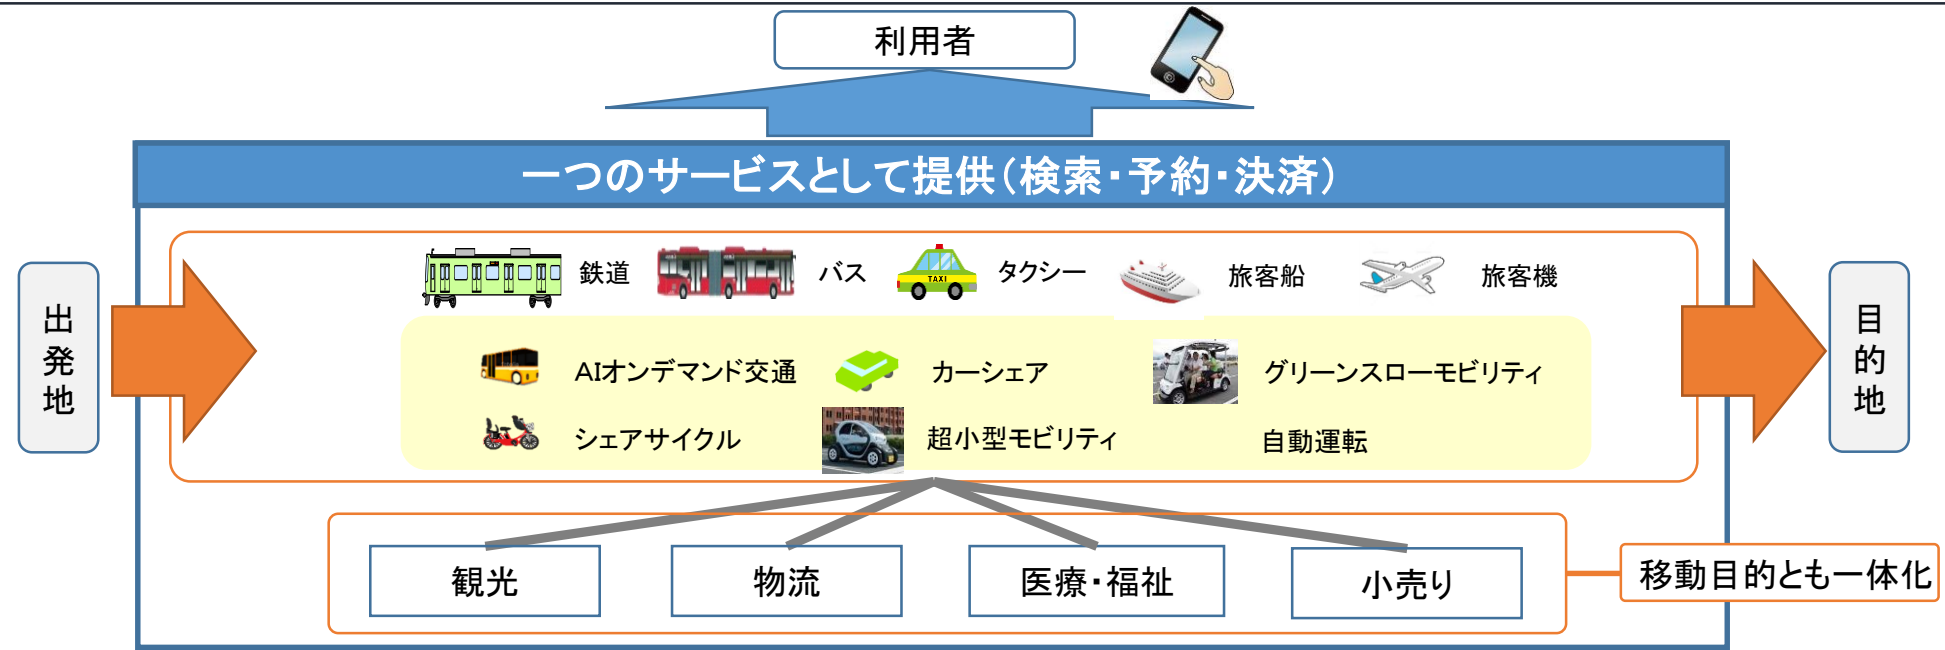 利用者
一つのサービスとして提供(検索・予約・決済)
出発地
鉄道
バス
TAXI
タクシー
旅客船
旅客機
目的地
AIオンデマンド交通
カーシェア
グリーンスローモビリティ
シェアサイクル
超小型モビリティ
自動運転
観光
物流
医療・福祉
小売り
移動目的とも一体化